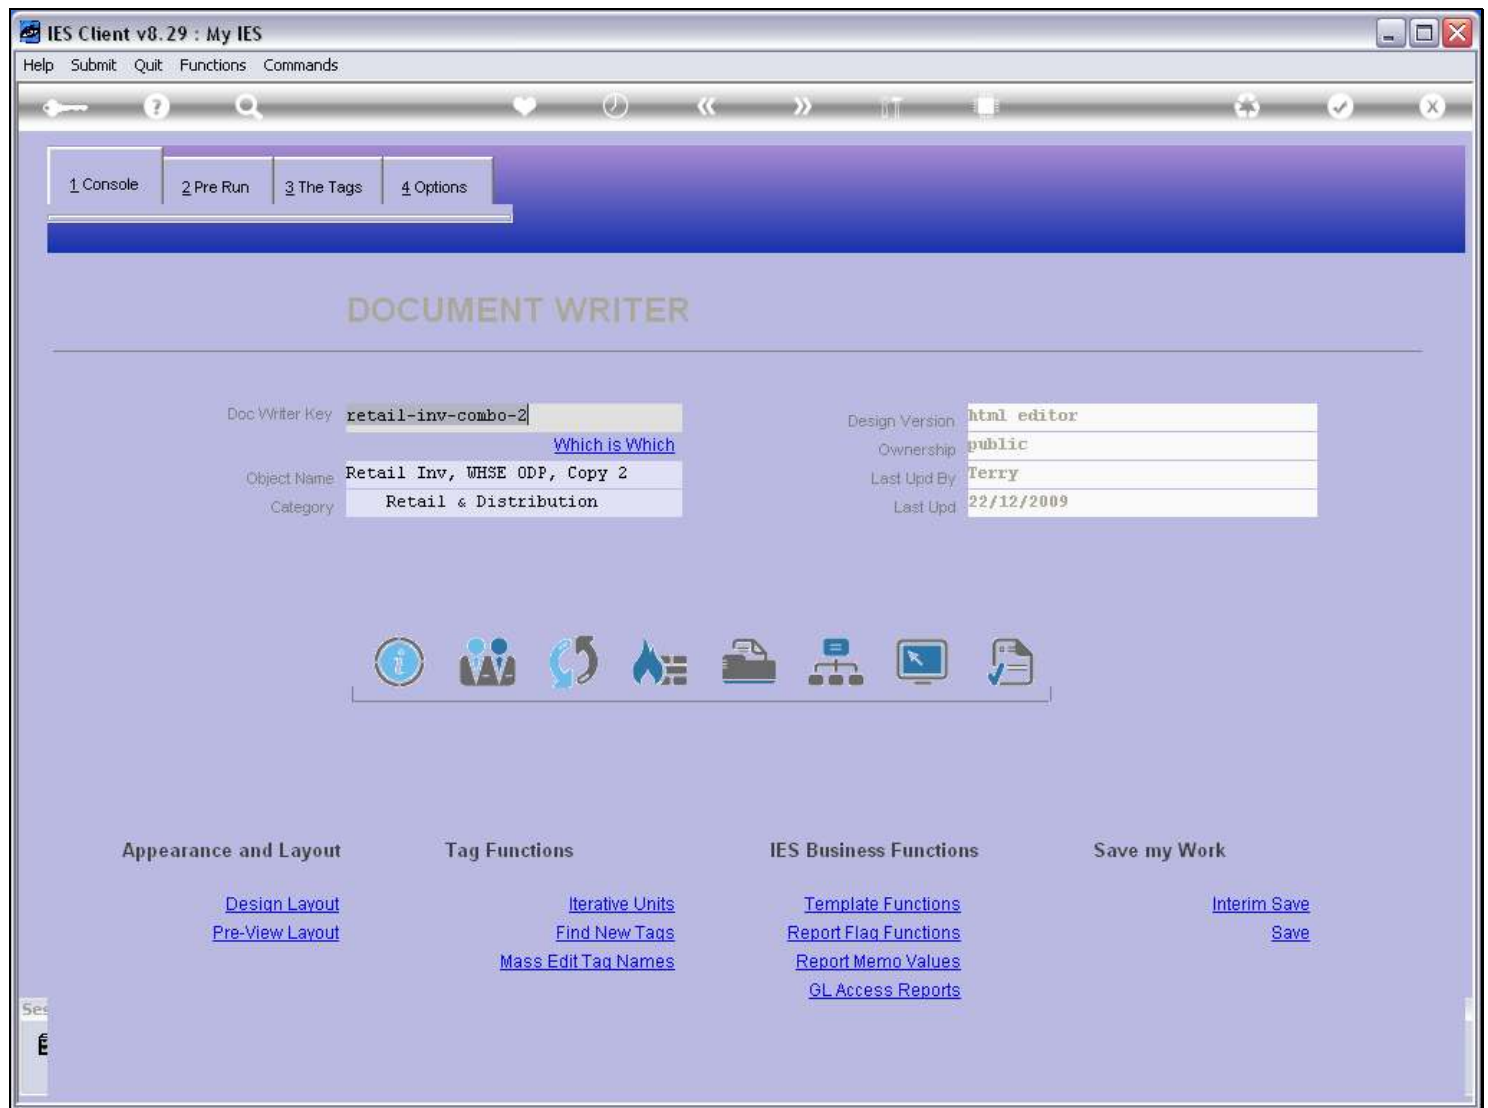 IES Client v8.29 : My IES
Help Submit Quit Functions Commands
1 Console 2 Pre Run 3 The Tags 4 Options
DOCUMENT WRITER
Doc Writer Key retail-inv-combo-2
Which is Which
Object Name Retail Inv, WHSE ODP, Copy 2
Category Retail & Distribution
Design Version html editor
Ownership public
Last Upd By Terry
Last Upd 22/12/2009
Appearance and Layout
Design Layout
Pre-View Layout
Tag Functions
Iterative Units
Find New Tags
Mass Edit Tag Names
IES Business Functions
Template Functions
Report Flag Functions
Report Memo Values
GL Access Reports
Save my Work
Interim Save
Save